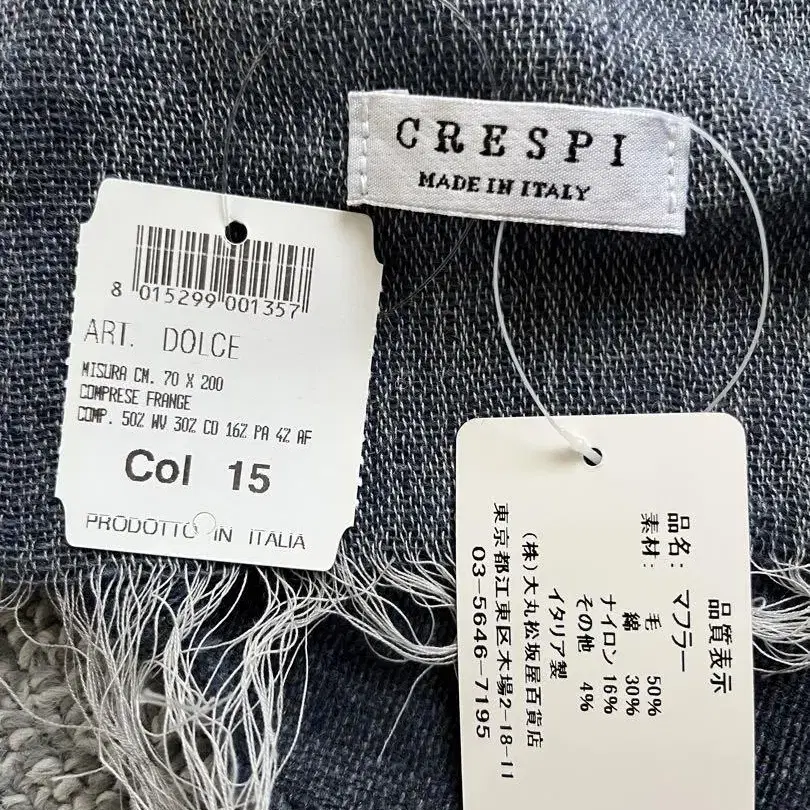 CRESPI
MADE IN ITALY
8 015299 001357
ART. DOLCE
MISURA CM. 70 X 200
COMPRESE FRANGE
COMP. 50% WV 30% CO 16% PA 4% AF
Col 15
PRODOTTO IN ITALIA
品質表示
品名: マフラー
素材: 毛 50%
綿 30%
ナイロン 16%
その他 4%
イタリア製
(株)大丸松坂屋百貨店
東京都江東区木場2-18-11
03-5646-7195